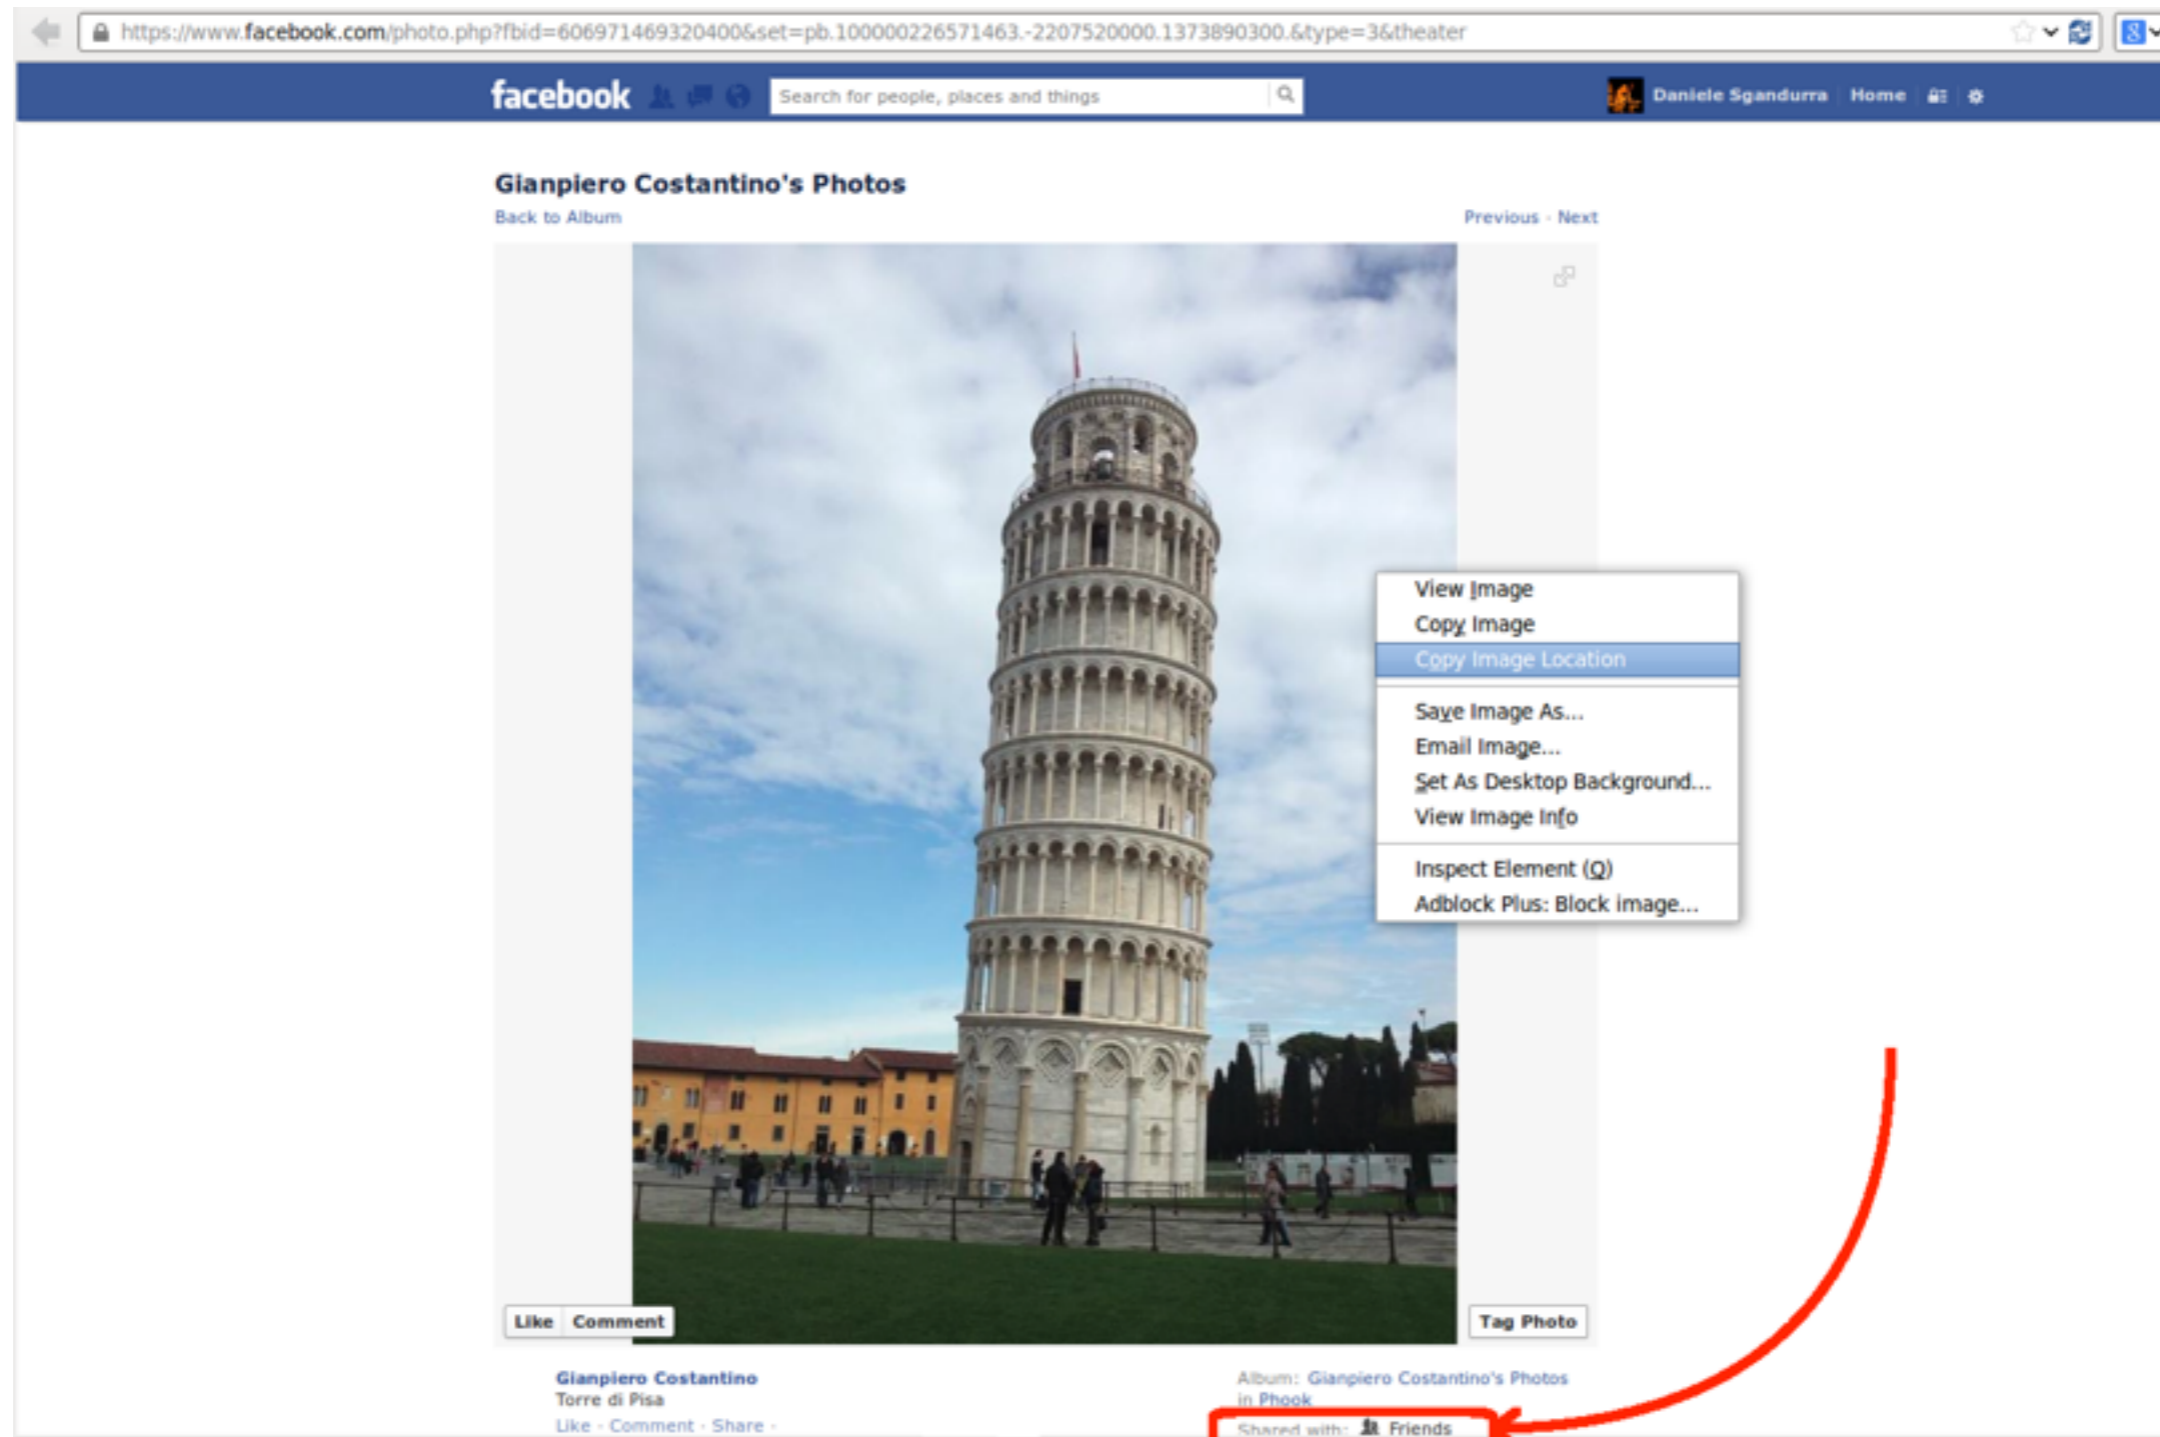 https://www.facebook.com/photo.php?fbid=606971469320400&set=pb.100000226571463.-2207520000.1373890300.&type=3&theater
8
facebook
Search for people, places and things
Daniele Sgandurra Home
Gianpiero Costantino's Photos
Back to Album
Previous · Next
View Image
Copy Image
Copy Image Location
Save Image As...
Email Image...
Set As Desktop Background...
View Image Info
Inspect Element (Q)
Adblock Plus: Block image...
Like Comment
Tag Photo
Gianpiero Costantino
Torre di Pisa
Like · Comment · Share ·
Album: Gianpiero Costantino's Photos
in Phook
Shared with: Friends